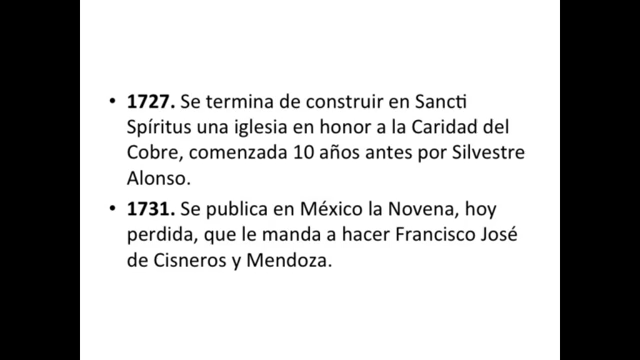 • 1727. Se termina de construir en Sancti
Spíritus una iglesia en honor a la Caridad del
Cobre, comenzada 10 años antes por Silvestre
Alonso.
• 1731. Se publica en México la Novena, hoy
perdida, que le manda a hacer Francisco José
de Cisneros y Mendoza.